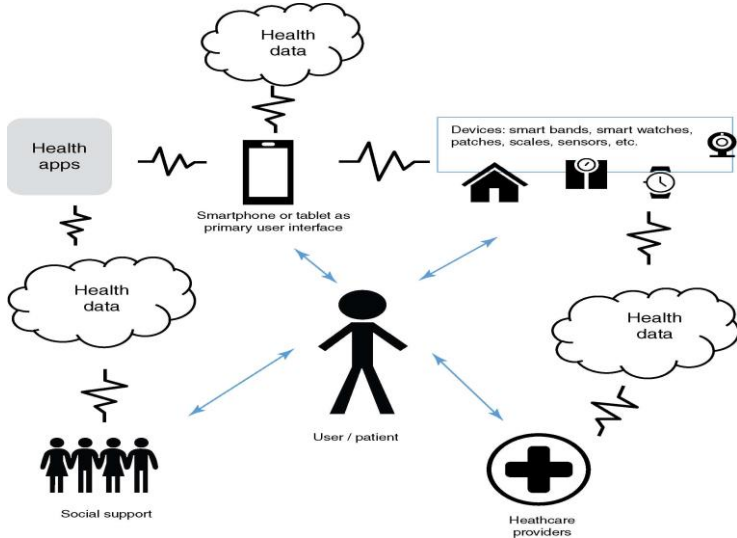 Health
data
Health
apps
Devices: smart bands, smart watches,
patches, scales, sensors, etc.
Smartphone or tablet as
primary user interface
Health
data
Health
data
User / patient
Social support
Heathcare
providers